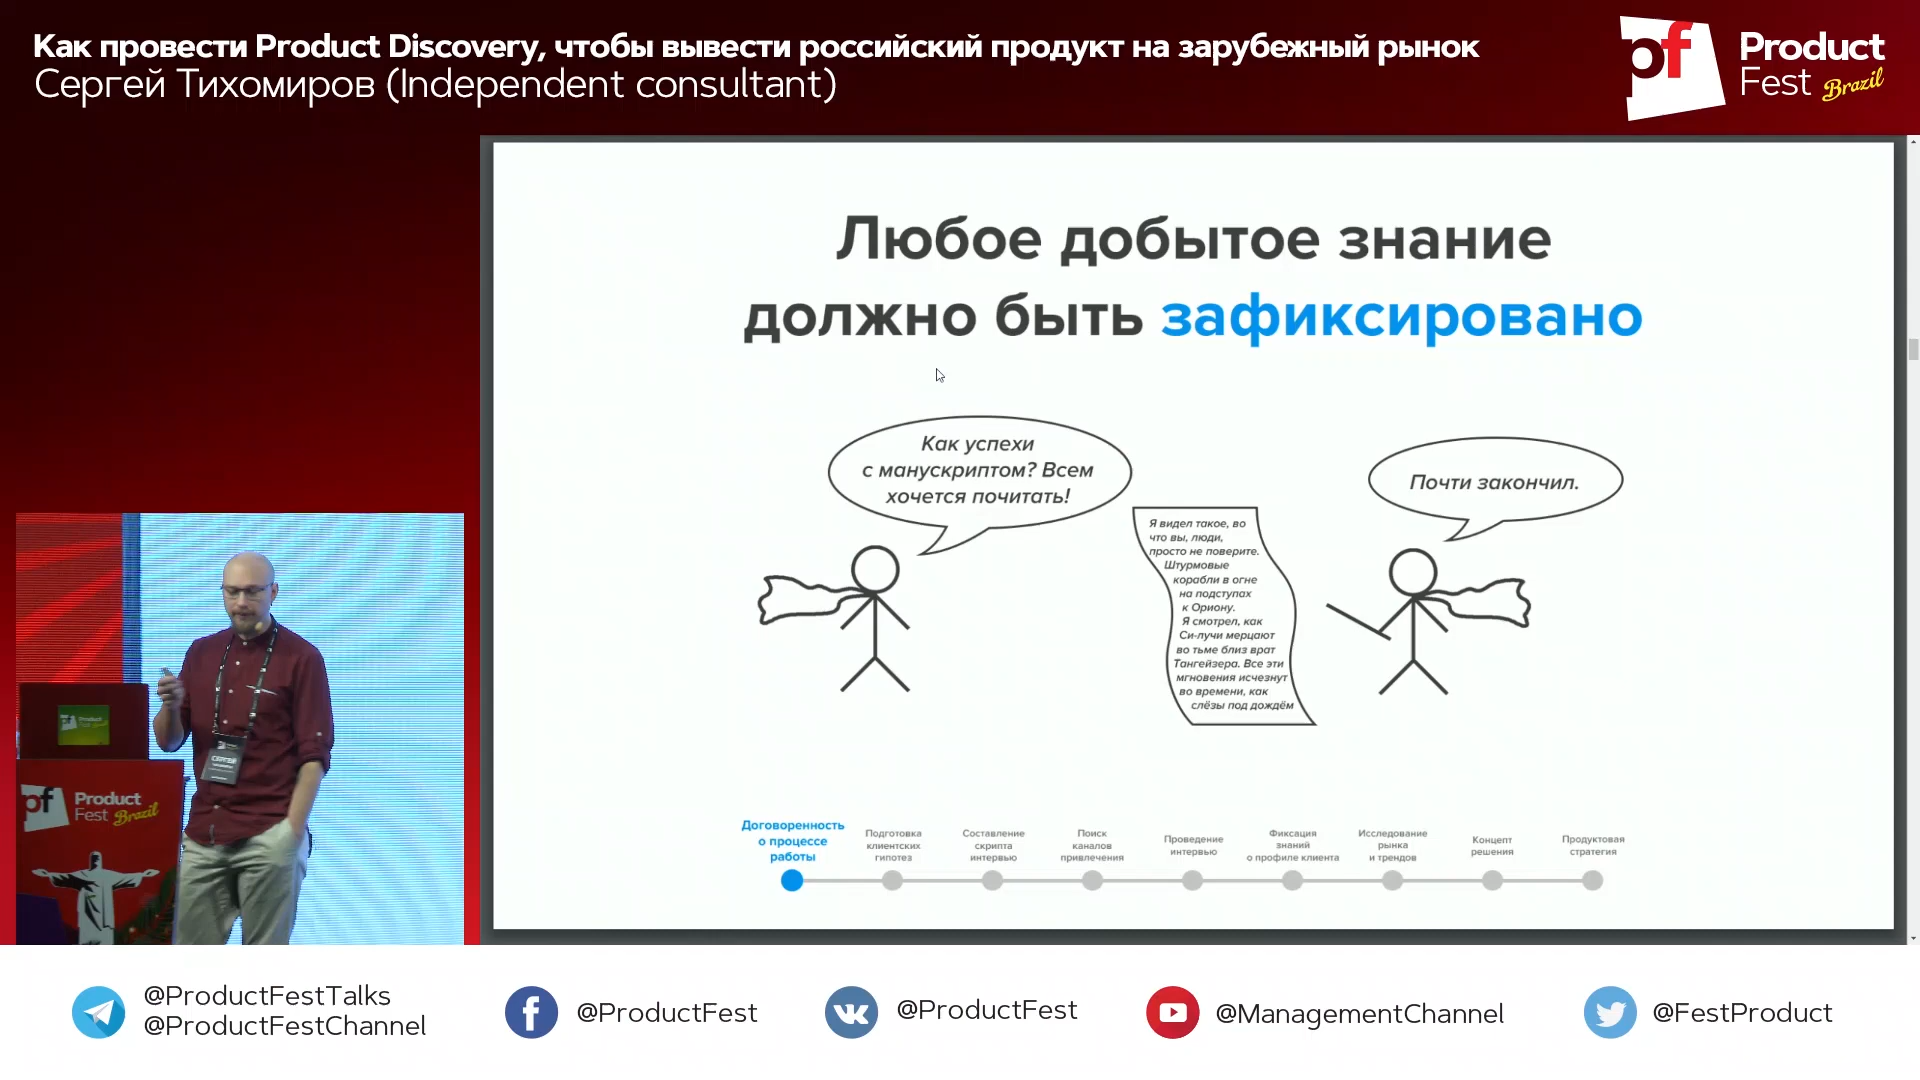 Как провести Product Discovery, чтобы вывести российский продукт на зарубежный рынок
Сергей Тихомиров (Independent consultant)
pf
Product
Fest Brazil
Любое добытое знание
должно быть зафиксировано
Как успехи
с манускриптом? Всем
хочется почитать!
Почти закончил.
Я видел такое, во
что вы, люди,
просто не поверите.
Штурмовые
корабли в огне
на подступах
к Ориону.
Я смотрел, как
Си-лучи мерцают
во тьме близ врат
Тангейзера. Все эти
мгновения исчезнут
во времени, как
слёзы под дождём
Договоренность
о процессе
работы
Подготовка
клиентских
гипотез
Составление
скрипта
интервью
Поиск
каналов
привлечения
Проведение
интервью
Фиксация
знаний
о профиле клиента
Исследование
рынка
и трендов
Концепт
решения
Продуктовая
стратегия
Product
Fest
СЕРГЕЙ
pf
Product
Fest Brazil
@ProductFestTalks
@ProductFestChannel
@ProductFest
@ProductFest
@ManagementChannel
@FestProduct